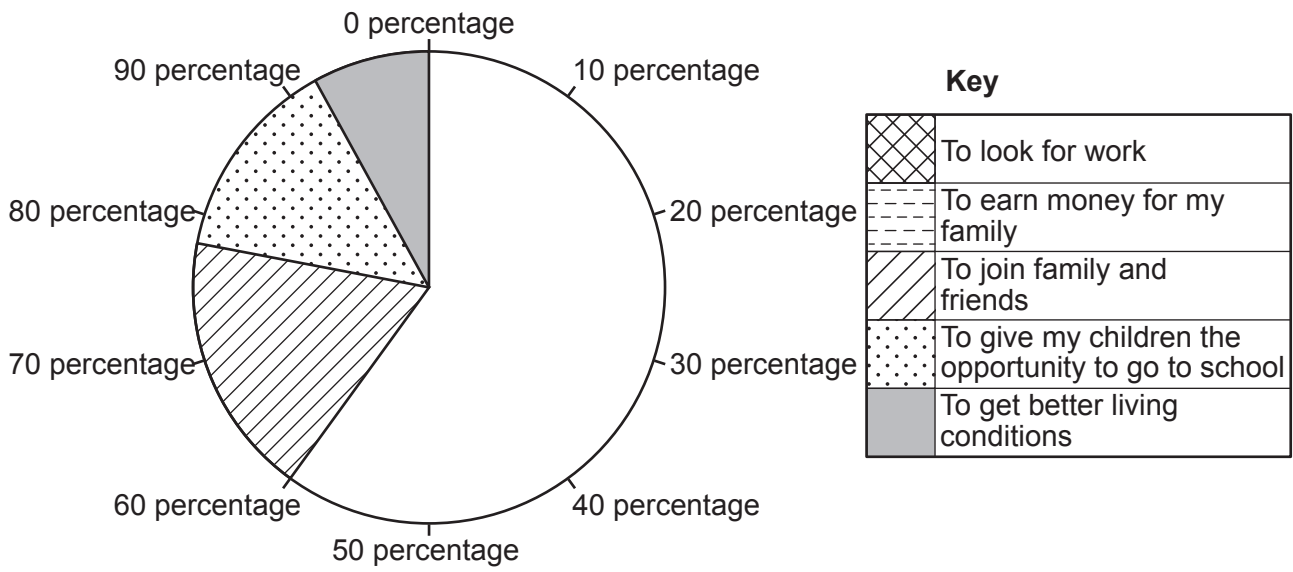 0 percentage
10 percentage
20 percentage
30 percentage
40 percentage
50 percentage
60 percentage
70 percentage
80 percentage
90 percentage
Key
To look for work
To earn money for my
family
To join family and
friends
To give my children the
opportunity to go to school
To get better living
conditions